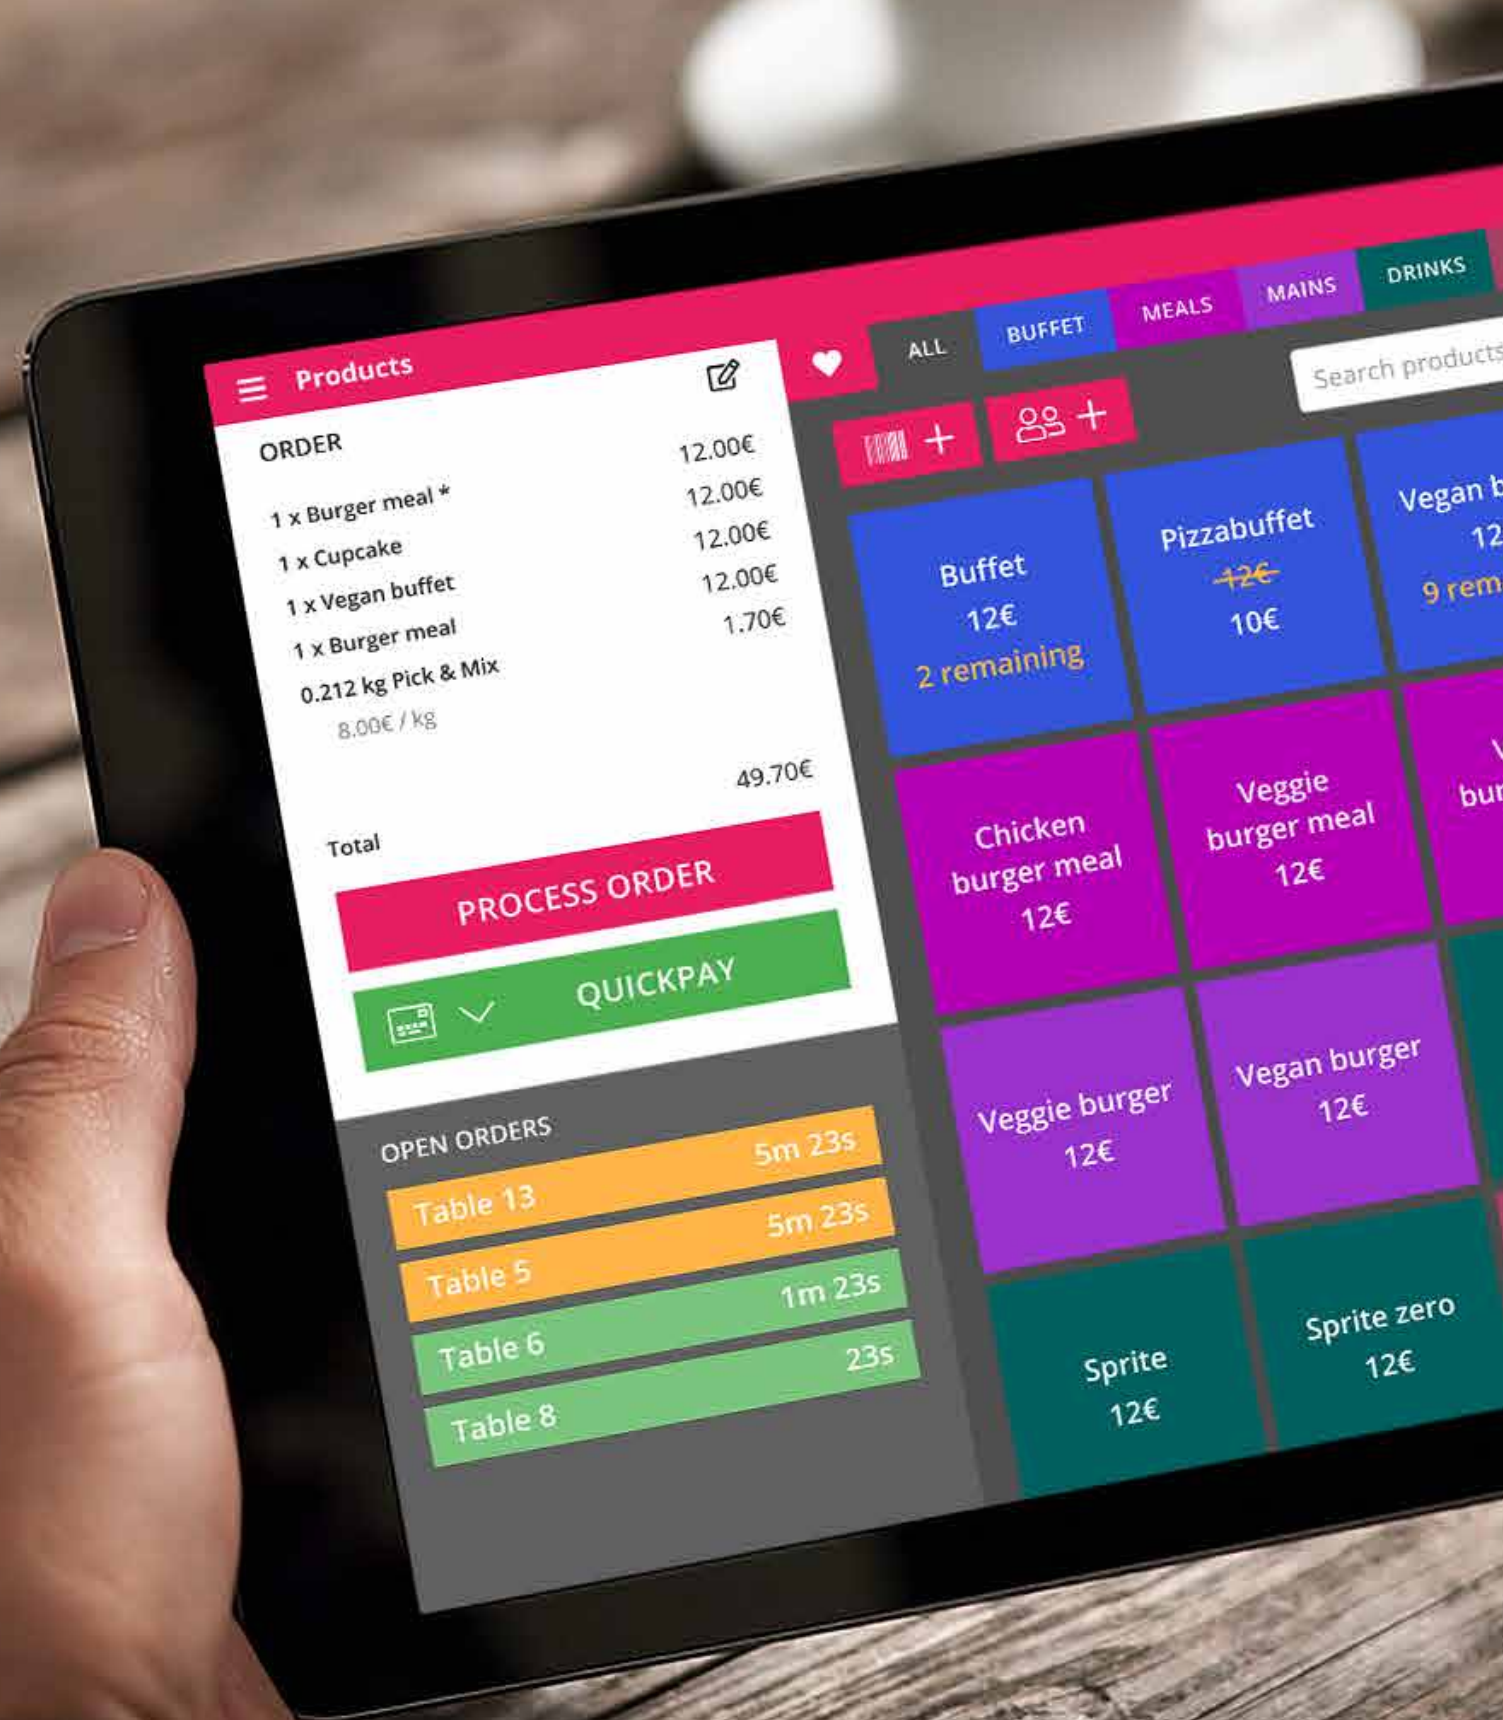 Products
ORDER
1 x Burger meal * 12.00€
1 x Cupcake 12.00€
1 x Vegan buffet 12.00€
1 x Burger meal 12.00€
0.212 kg Pick & Mix 1.70€
8.00€ / kg
Total 49.70€
PROCESS ORDER
QUICKPAY
OPEN ORDERS
Table 13 5m 23s
Table 5 5m 23s
Table 6 1m 23s
Table 8 23s
ALL BUFFET MEALS MAINS DRINKS
Search products
Buffet
12€
2 remaining
Pizzabuffet
12€
10€
Vegan
12
9
Chicken
burger meal
12€
Veggie
burger meal
12€
Veggie burger
12€
Vegan burger
12€
Sprite
12€
Sprite zero
12€